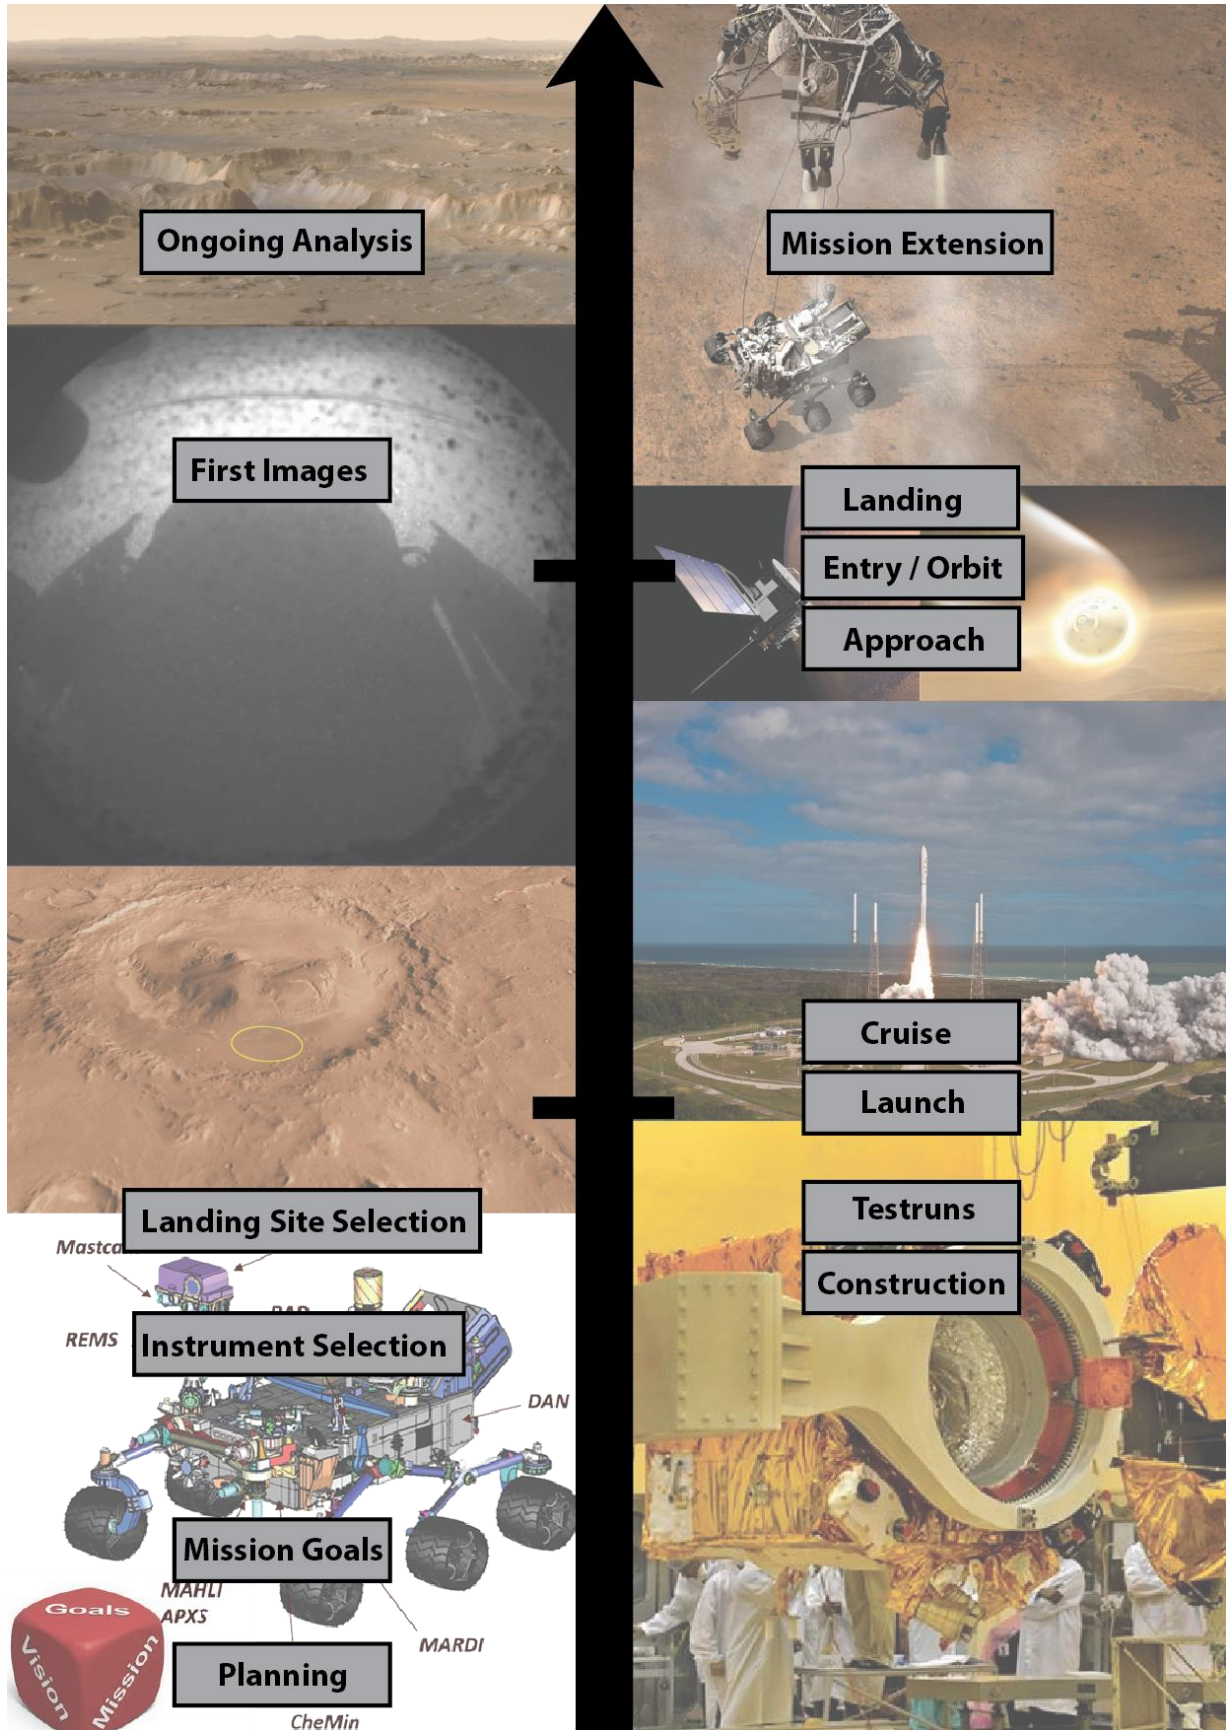 Ongoing Analysis
Mission Extension
First Images
Landing
Entry / Orbit
Approach
Cruise
Launch
Landing Site Selection
Testruns
Construction
REMS
Instrument Selection
DAN
Mission Goals
MAHLI
APXS
MARDI
Goals
Vision
Mission
Planning
CheMin